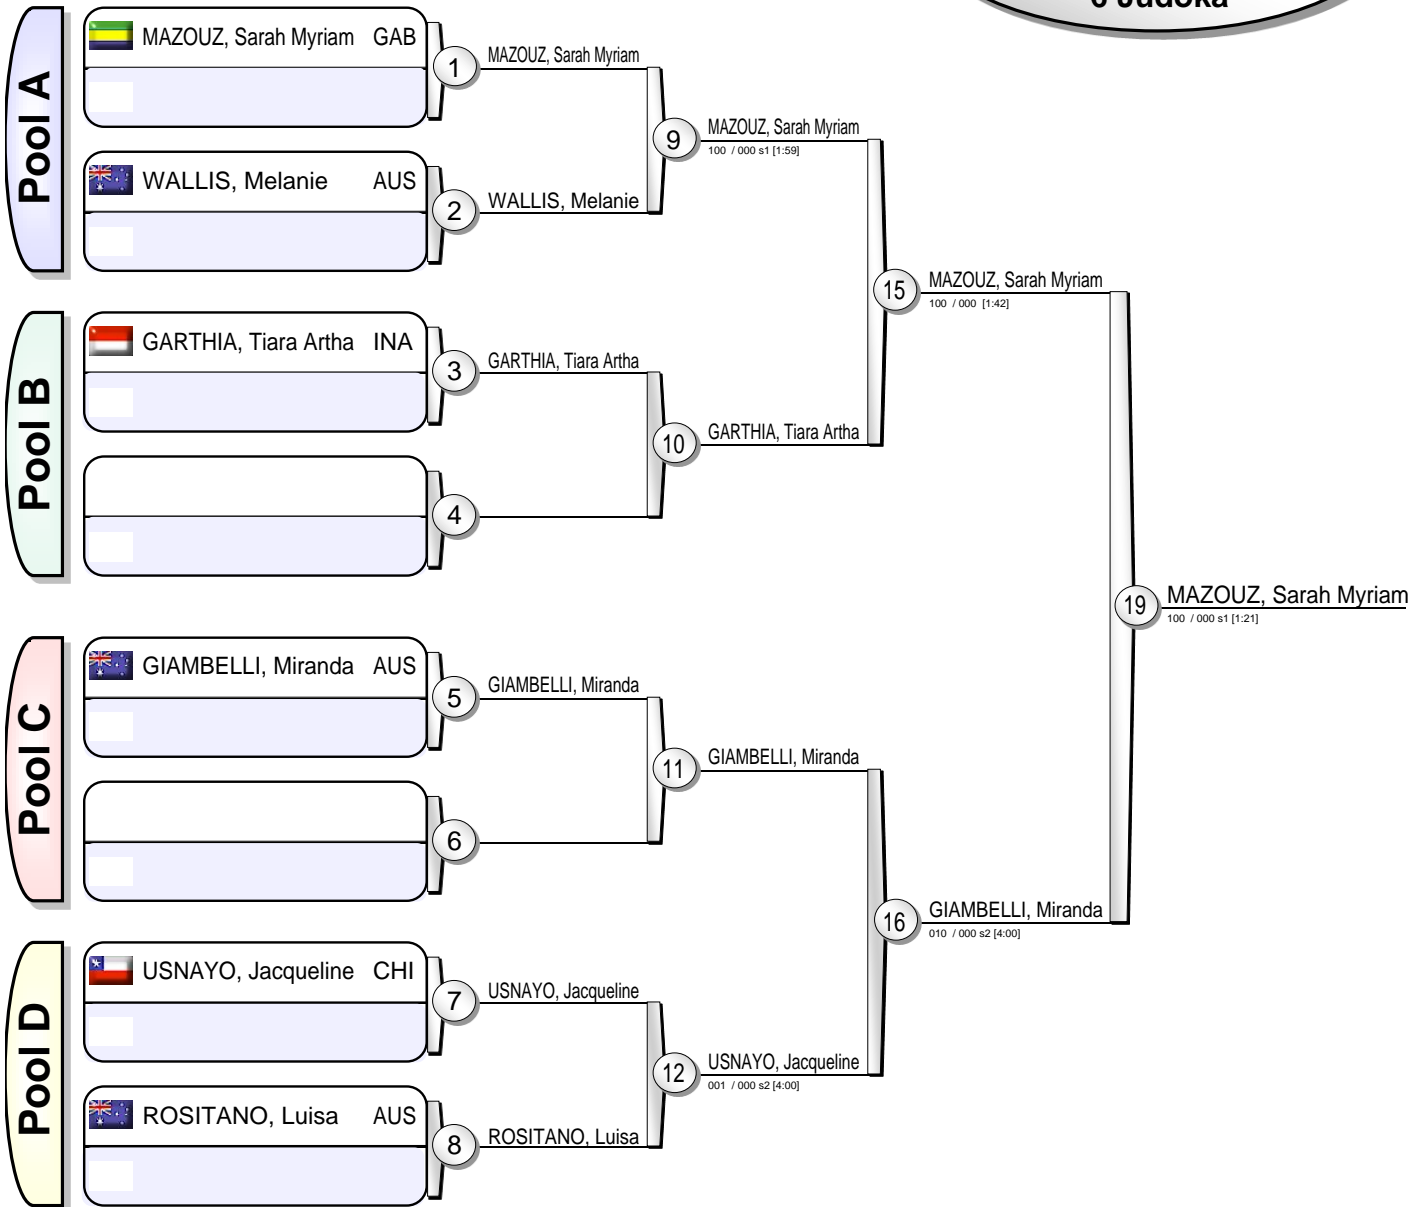 6 Judoka
Pool A
MAZOUZ, Sarah Myriam GAB
1
MAZOUZ, Sarah Myriam
WALLIS, Melanie AUS
2
WALLIS, Melanie
9
MAZOUZ, Sarah Myriam
100 / 000 s1 [1:59]
Pool B
GARTHIA, Tiara Artha INA
3
GARTHIA, Tiara Artha
4
10
GARTHIA, Tiara Artha
15
MAZOUZ, Sarah Myriam
100 / 000 [1:42]
Pool C
GIAMBELLI, Miranda AUS
5
GIAMBELLI, Miranda
6
11
GIAMBELLI, Miranda
Pool D
USNAYO, Jacqueline CHI
7
USNAYO, Jacqueline
ROSITANO, Luisa AUS
8
ROSITANO, Luisa
12
USNAYO, Jacqueline
001 / 000 s2 [4:00]
16
GIAMBELLI, Miranda
010 / 000 s2 [4:00]
19
MAZOUZ, Sarah Myriam
100 / 000 s1 [1:21]